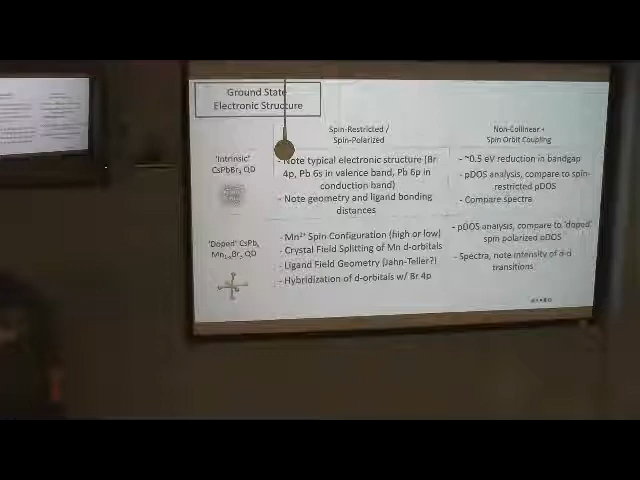 Ground State
Electronic Structure
Spin-Restricted /
Spin-Polarized
Non-Collinear +
Spin Orbit Coupling
'Intrinsic'
CsPbBr₃ QD
- Note typical electronic structure (Br
4p, Pb 6s in valence band, Pb 6p in
conduction band)
- Note geometry and ligand bonding
distances
- ~0.5 eV reduction in bandgap
- pDOS analysis, compare to spin-
restricted pDOS
- Compare spectra
'Doped' CsPbₓ
Br₃ QD
- Mn²⁺ Spin Configuration (high or low)
- Crystal Field Splitting of Mn d-orbitals
- Ligand Field Geometry (Jahn-Teller?)
- Hybridization of d-orbitals w/ Br 4p
- pDOS analysis, compare to 'doped'
spin polarized pDOS
- Spectra, note intensity of d-d
transitions